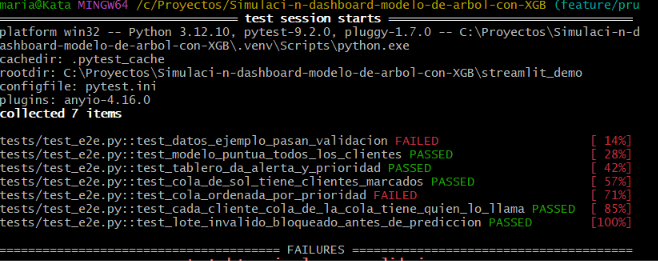 maria@Kata MINGW64 /c/Proyectos/Simulaci-n-dashboard-modelo-de-arbol-con-XGB (feature/pru
============================= test session starts =============================
platform win32 -- Python 3.12.10, pytest-9.2.0, pluggy-1.7.0 -- C:\Proyectos\Simulaci-n-d
ashboard-modelo-de-arbol-con-XGB\.venv\Scripts\python.exe
cachedir: .pytest_cache
rootdir: C:\Proyectos\Simulaci-n-dashboard-modelo-de-arbol-con-XGB\streamlit_demo
configfile: pytest.ini
plugins: anyio-4.16.0
collected 7 items
tests/test_e2e.py::test_datos_ejemplo_pasan_validacion FAILED [ 14%]
tests/test_e2e.py::test_modelo_puntua_todos_los_clientes PASSED [ 28%]
tests/test_e2e.py::test_tablero_da_alerta_y_prioridad PASSED [ 42%]
tests/test_e2e.py::test_cola_de_sol_tiene_clientes_marcados PASSED [ 57%]
tests/test_e2e.py::test_cola_ordenada_por_prioridad FAILED [ 71%]
tests/test_e2e.py::test_cada_cliente_cola_de_la_cola_tiene_quien_lo_llama PASSED [ 85%]
tests/test_e2e.py::test_lote_invalido_bloqueado_antes_de_prediccion PASSED [100%]
=================================== FAILURES ===================================